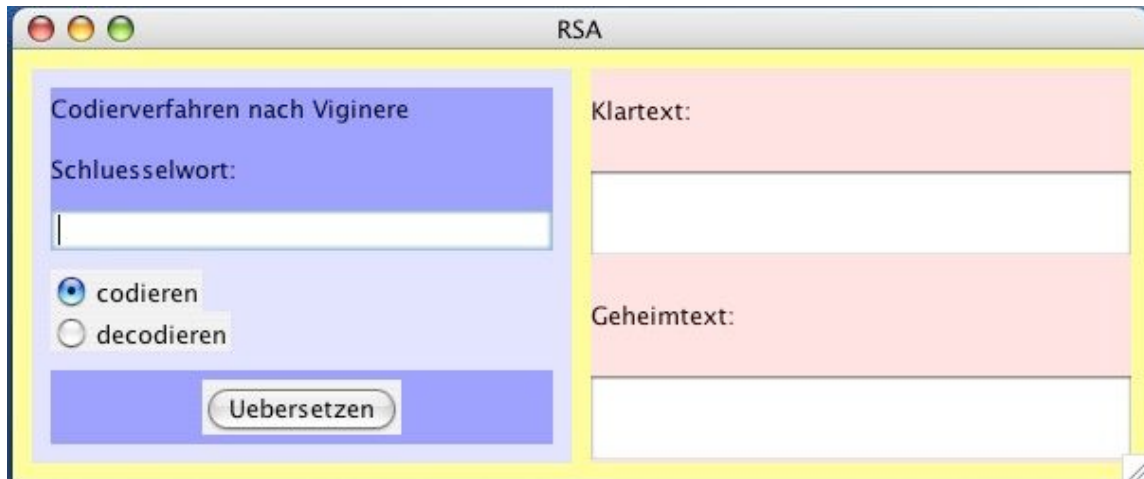 RSA
Codierverfahren nach Viginere
Schluesselwort:
codieren
decodieren
Uebersetzen
Klartext:
Geheimtext: